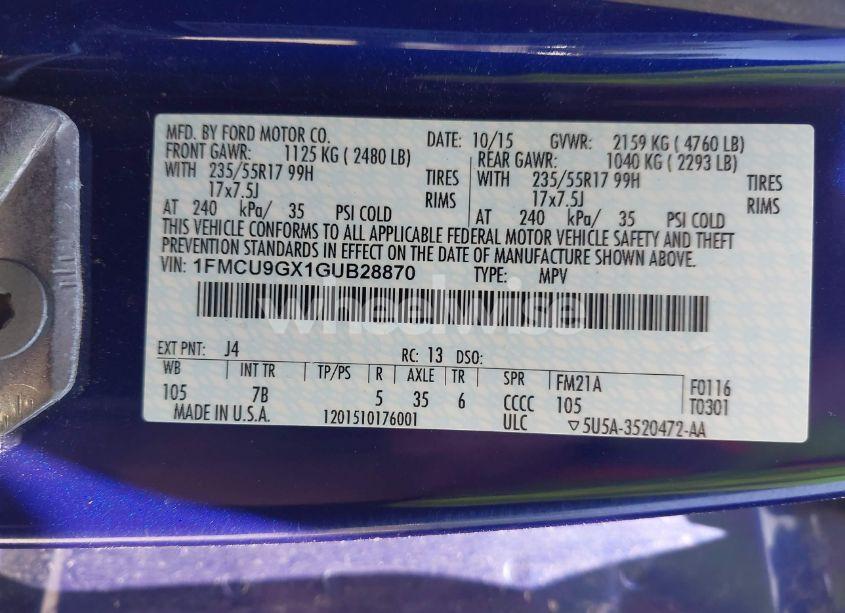 MFD. BY FORD MOTOR CO. DATE: 10/15 GVWR: 2159 KG ( 4760 LB)
FRONT GAWR: 1125 KG ( 2480 LB) REAR GAWR: 1040 KG ( 2293 LB)
WITH 235/55R17 99H TIRES WITH 235/55R17 99H TIRES
17x7.5J RIMS 17x7.5J RIMS
AT 240 kPa/ 35 PSI COLD AT 240 kPa/ 35 PSI COLD
THIS VEHICLE CONFORMS TO ALL APPLICABLE FEDERAL MOTOR VEHICLE SAFETY AND THEFT
PREVENTION STANDARDS IN EFFECT ON THE DATE OF MANUFACTURE SHOWN ABOVE.
VIN: 1FMCU9GX1GUB28870 TYPE: MPV
wheelwise
EXT PNT: J4 RC: 13 DSO:
WB INT TR TP/PS R AXLE TR SPR FM21A F0116
105 7B 5 35 6 CCCC 105 T0301
MADE IN U.S.A. 1201510176001 ULC ▽5U5A-3520472-AA